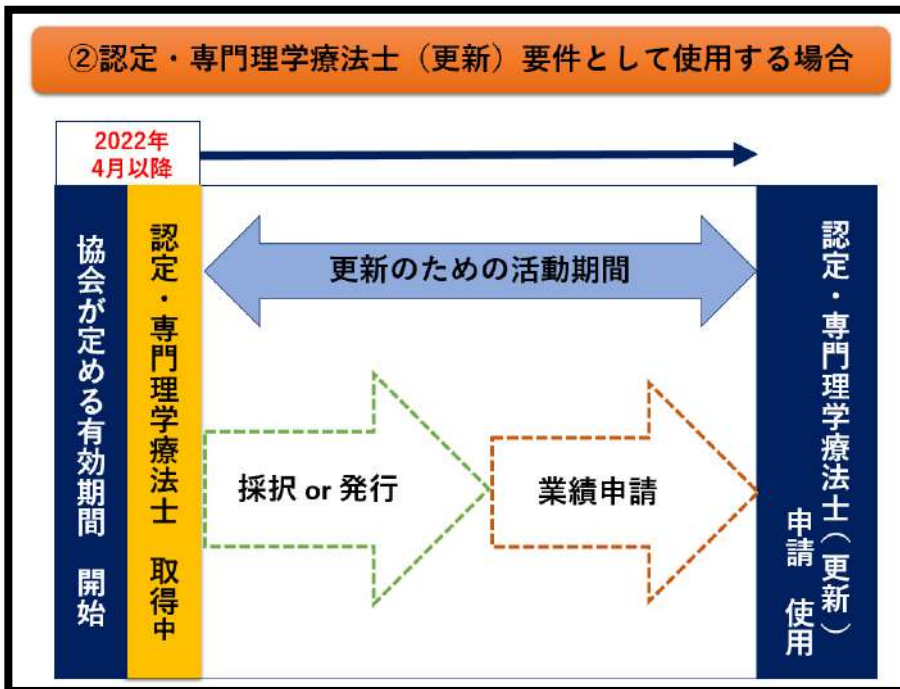 ②認定・専門理学療法士（更新）要件として使用する場合
2022年
4月以降
協会が定める有効期間　開始
認定・専門理学療法士　取得中
更新のための活動期間
採択 or 発行
業績申請
認定・専門理学療法士（更新）
申請　使用